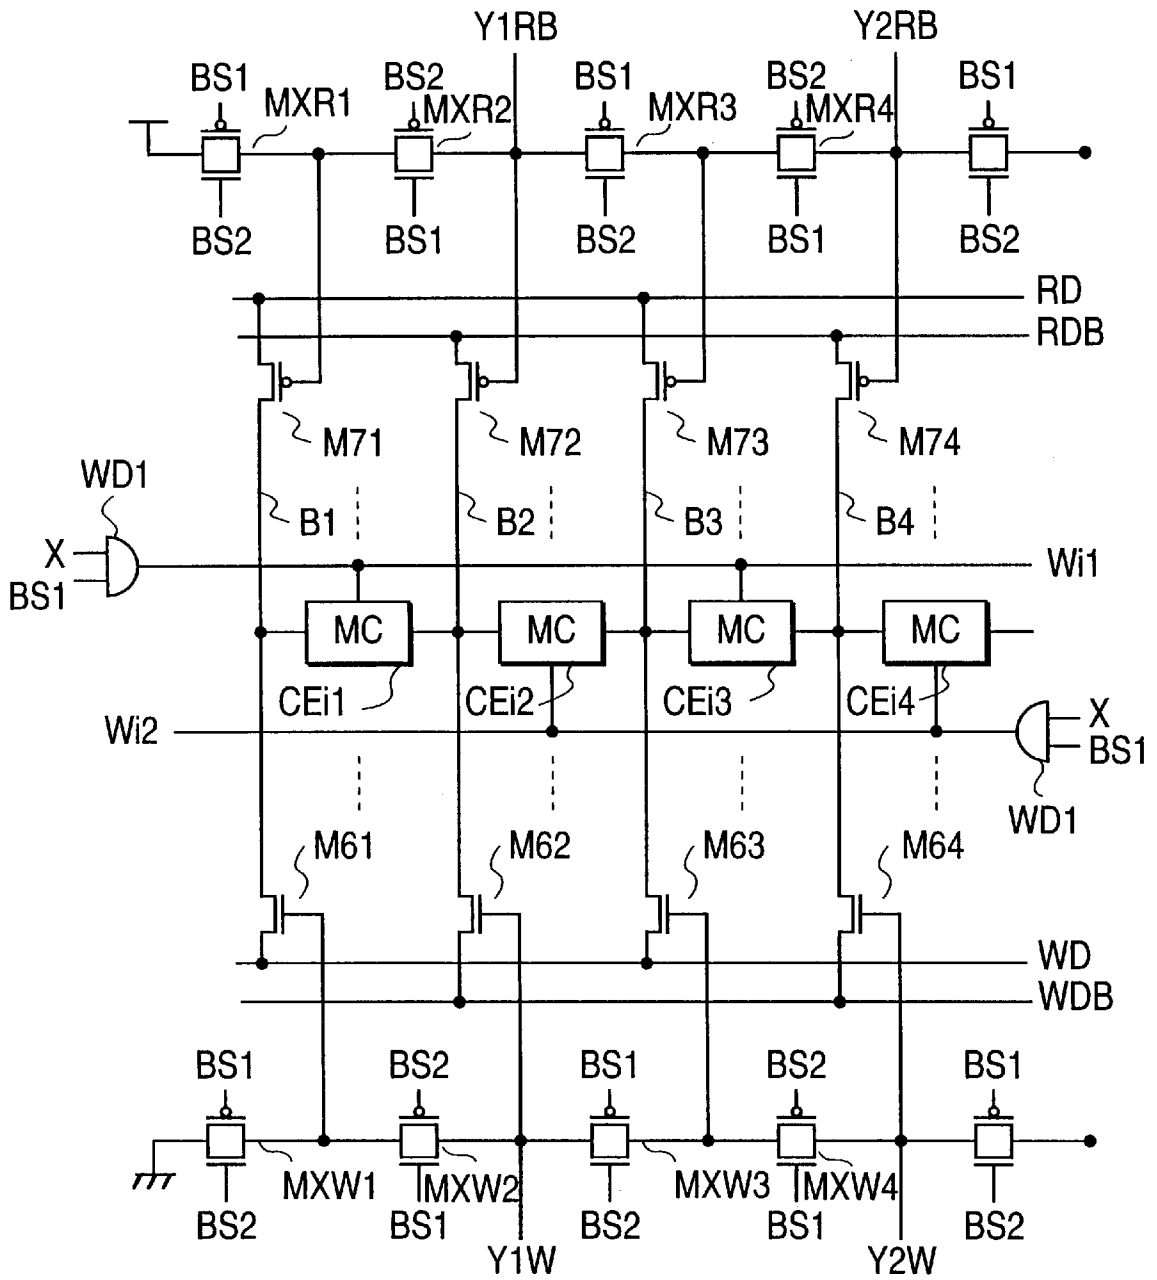 Y1RB Y2RB
BS1 BS2 BS1 BS2 BS1
MXR1 MXR2 MXR3 MXR4
BS2 BS1 BS2 BS1 BS2
RD
RDB
M71 M72 M73 M74
WD1
B1 B2 B3 B4
X
BS1
Wi1
MC MC MC MC
CEi1 CEi2 CEi3 CEi4
Wi2
X
BS1
WD1
M61 M62 M63 M64
WD
WDB
BS1 BS2 BS1 BS2 BS1
MXW1 MXW2 MXW3 MXW4
BS2 BS1 BS2 BS1 BS2
Y1W Y2W